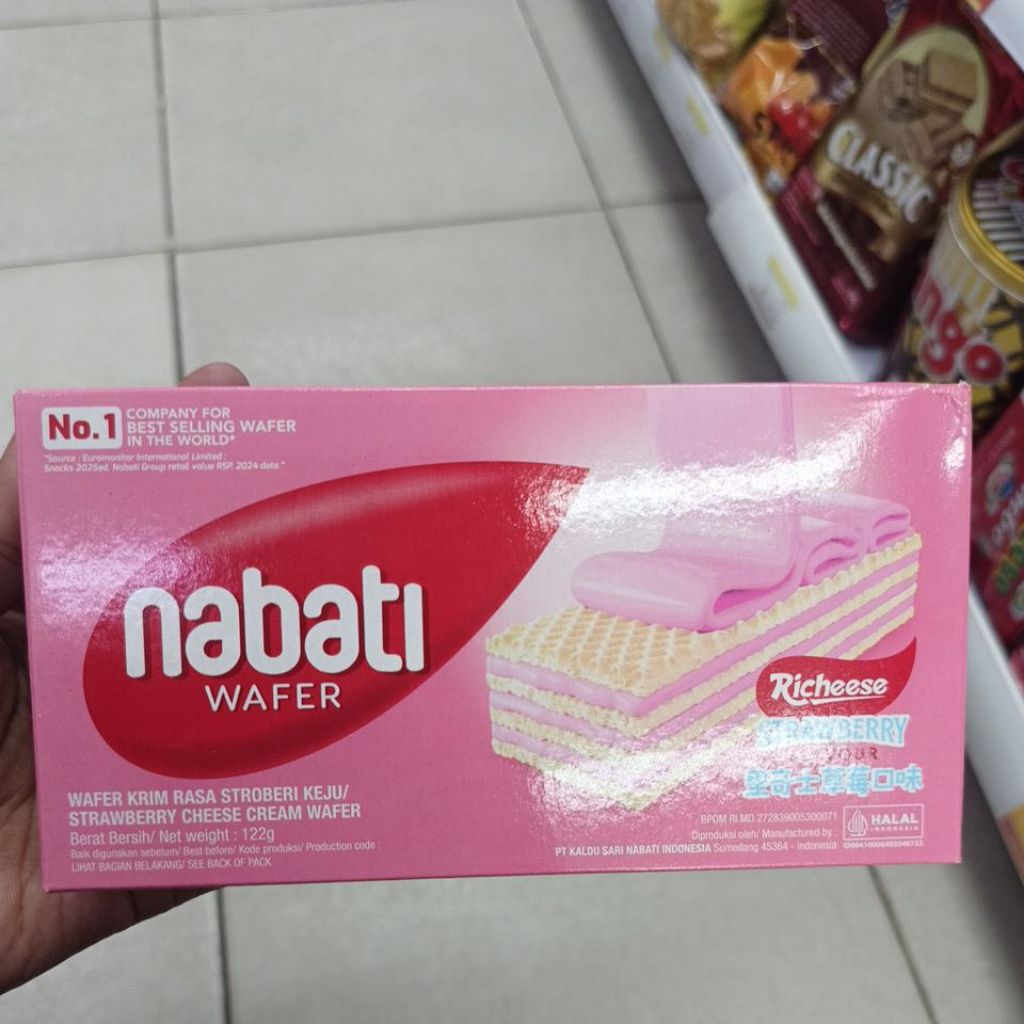 CLASSIC
ngo
No.1
COMPANY FOR
BEST SELLING WAFER
IN THE WORLD*
*Source : Euromonitor International Limited :
Snacks 2025ed, Nabati Group retail value RSP, 2024 data."
nabati
WAFER
Richeese
STRAWBERRY
WAFER KRIM RASA STROBERI KEJU/
STRAWBERRY CHEESE CREAM WAFER
Berat Bersih/ Net weight : 122g
Baik digunakan sebelum/ Best before/ Kode produksi/ Production code :
LIHAT BAGIAN BELAKANG/ SEE BACK OF PACK
草莓口味
BPOM RI MD 272839005300071
Diproduksi oleh/ Manufactured by :
PT KALDU SARI NABATI INDONESIA Sumedang 45364 - Indonesia
HALAL
INDONESIA